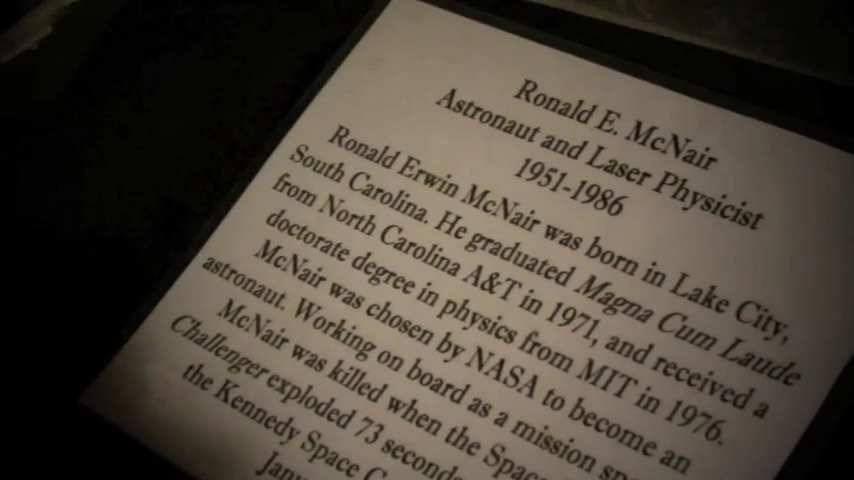 Ronald E. McNair
Astronaut and Laser Physicist
1951-1986
Ronald Erwin McNair was born in Lake City,
South Carolina. He graduated Magna Cum Laude
from North Carolina A&T in 1971, and received a
doctorate degree in physics from MIT in 1976.
McNair was chosen by NASA to become an
astronaut. Working on board as a mission
McNair was killed when the Space
Challenger exploded 73
the Kennedy Space